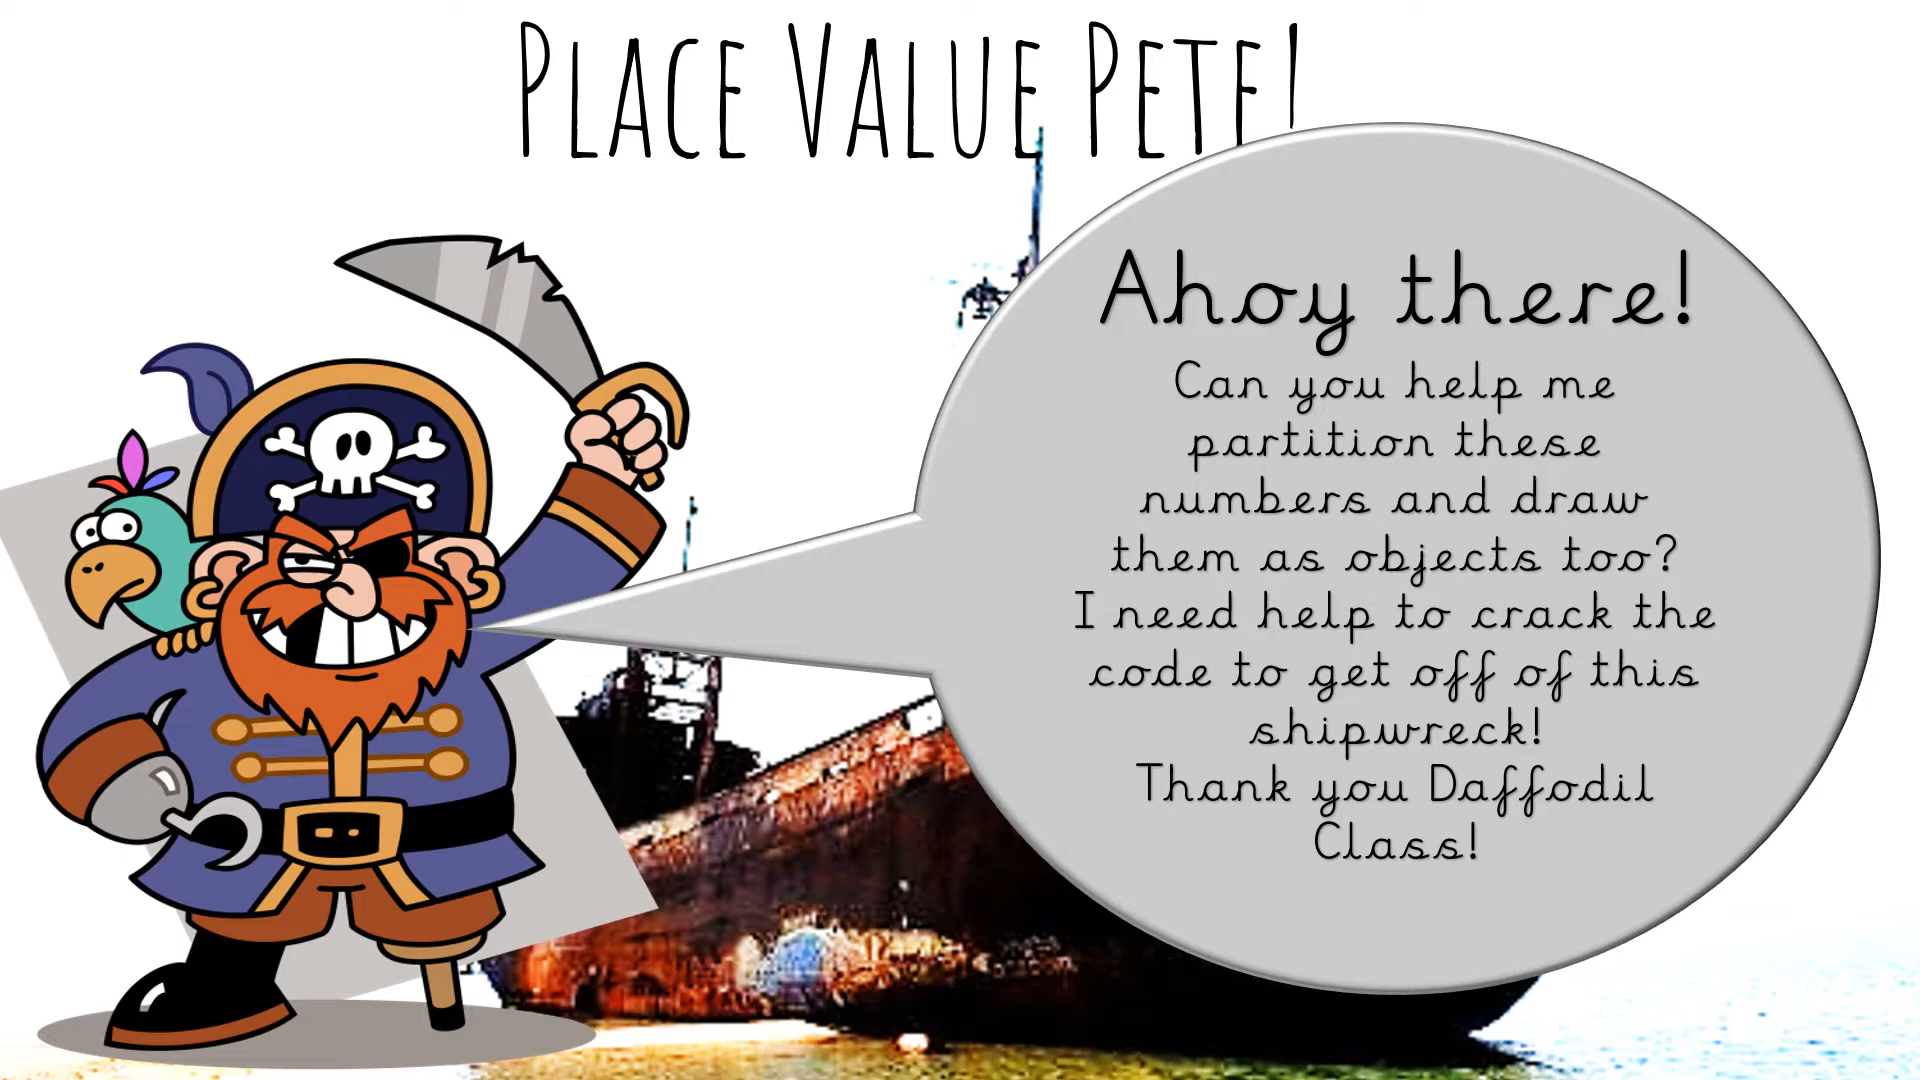 PLACE VALUE PETE!
Ahoy there!
Can you help me
partition these
numbers and draw
them as objects too?
I need help to crack the
code to get off of this
shipwreck!
Thank you Daffodil
Class!